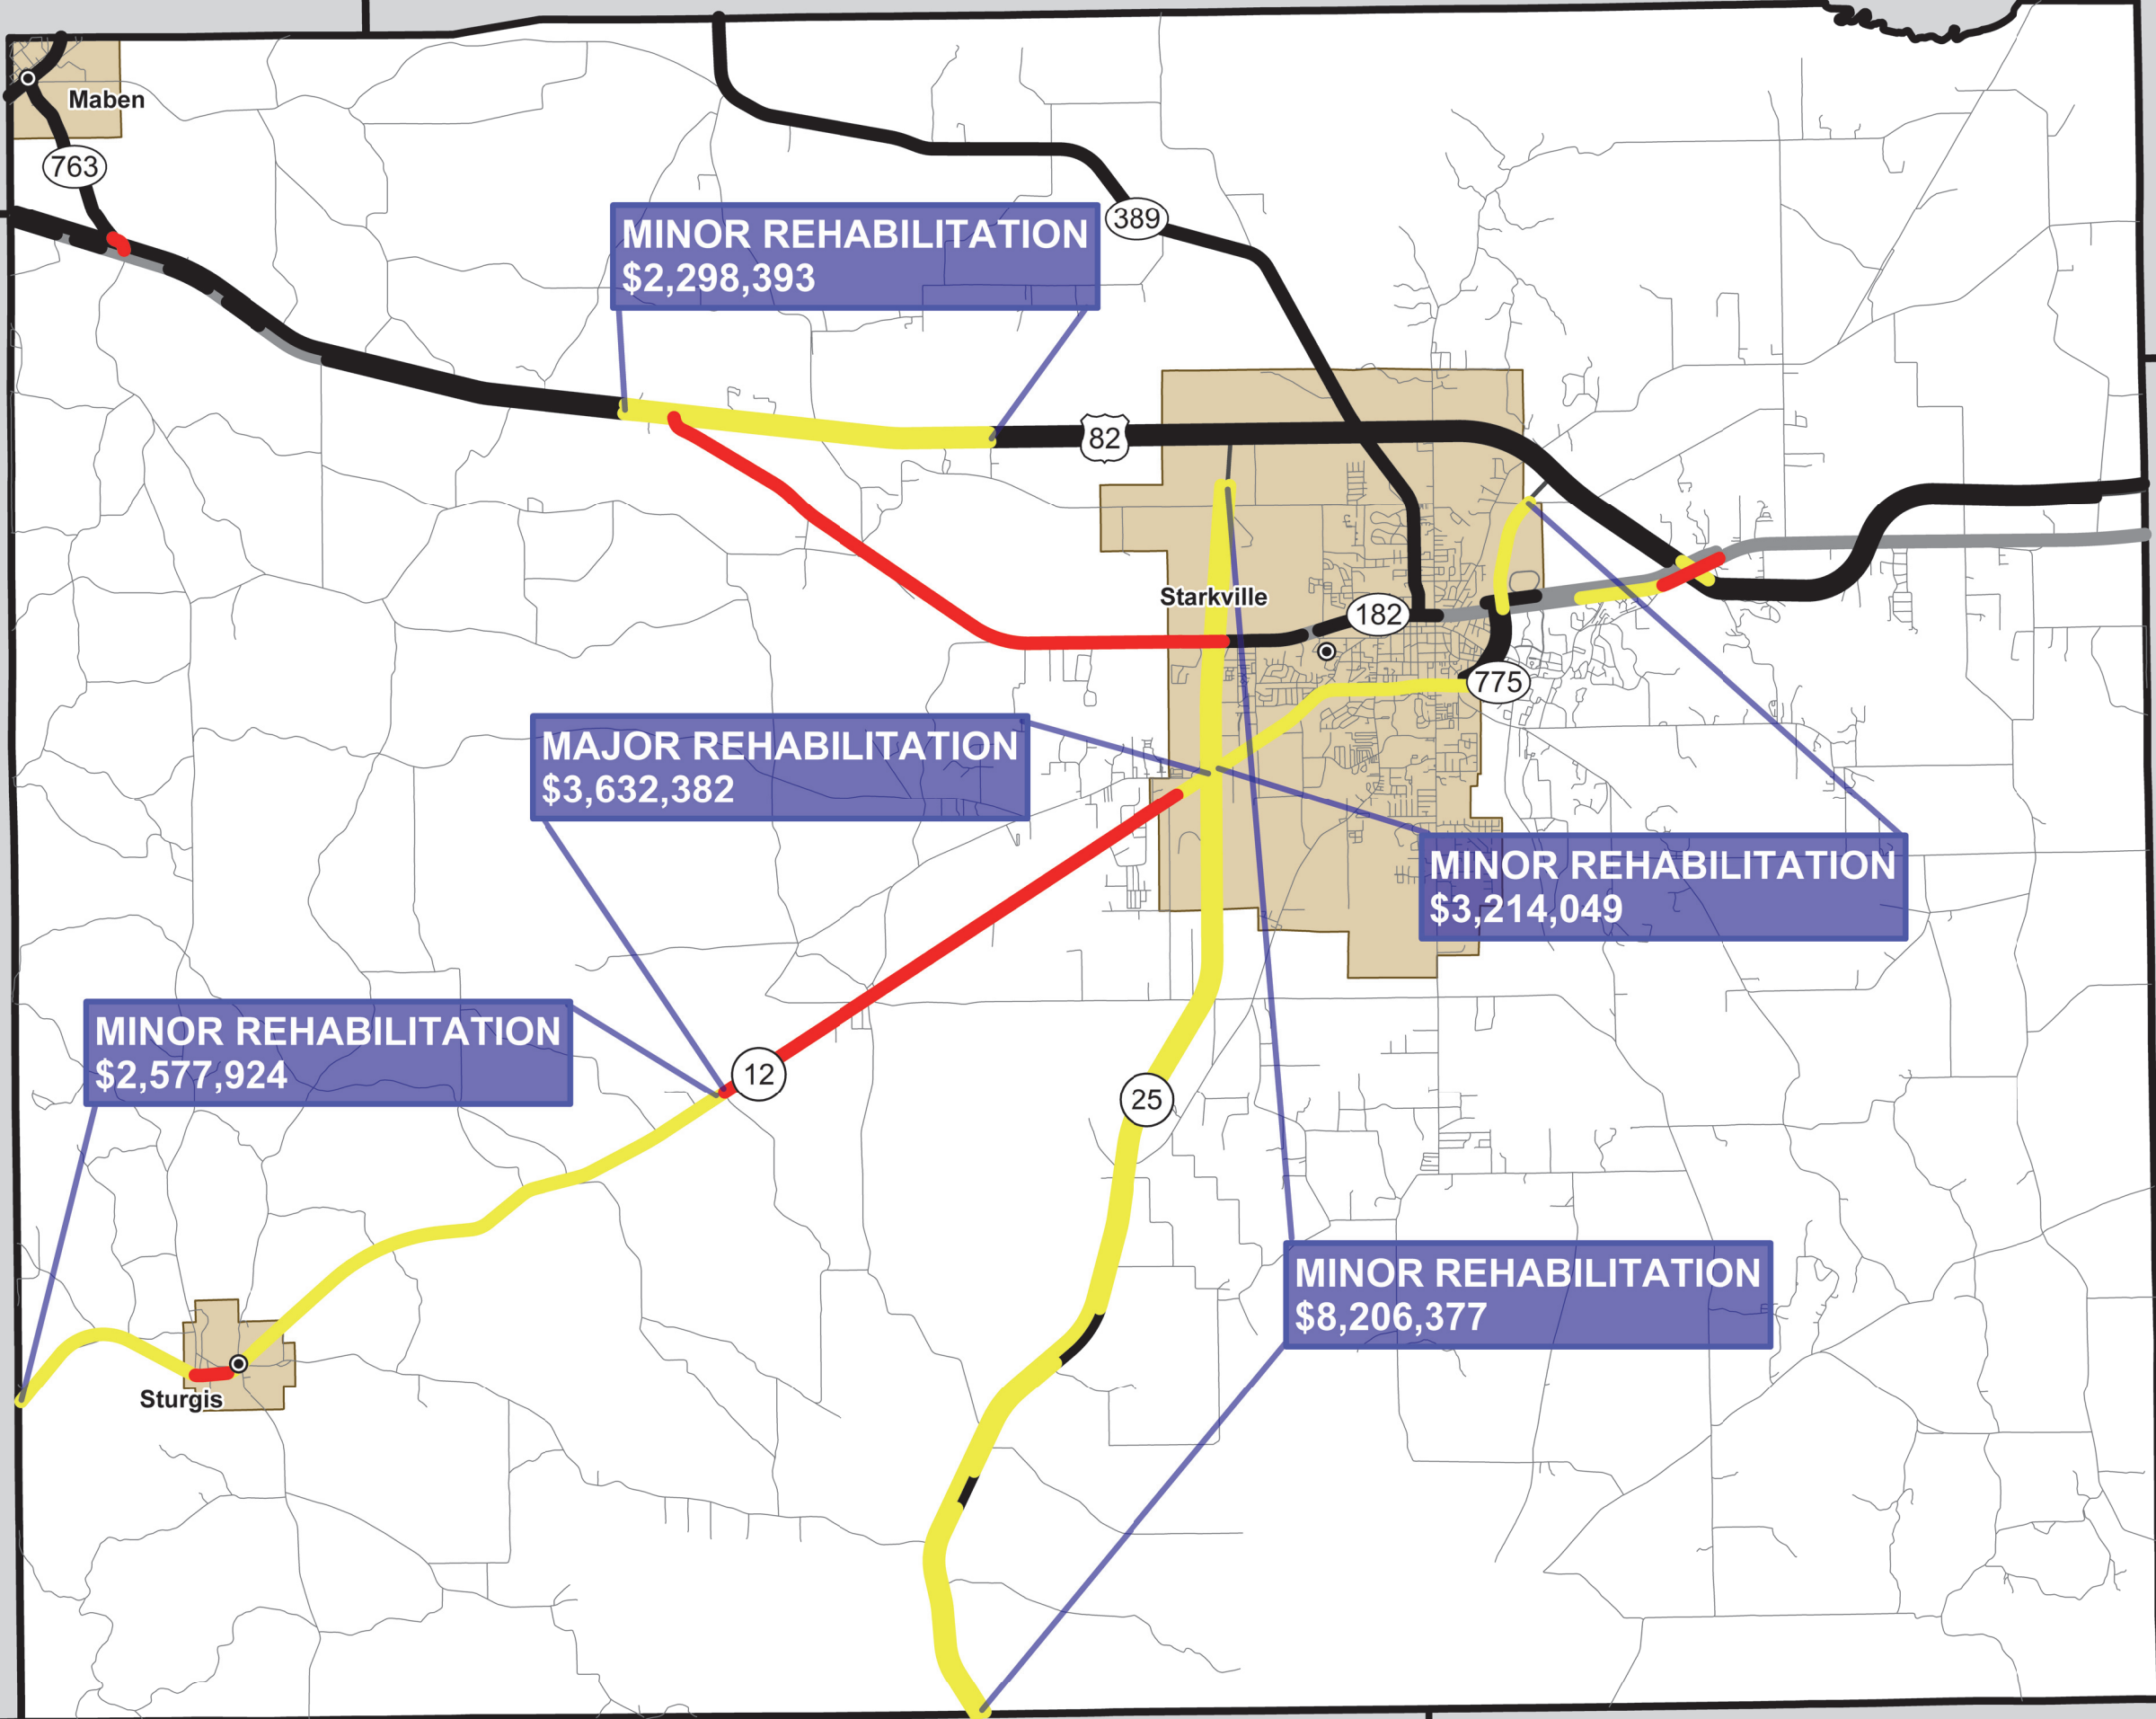 Maben
763
389
MINOR REHABILITATION
$2,298,393
82
Starkville
182
775
MAJOR REHABILITATION
$3,632,382
MINOR REHABILITATION
$3,214,049
MINOR REHABILITATION
$2,577,924
12
25
MINOR REHABILITATION
$8,206,377
Sturgis